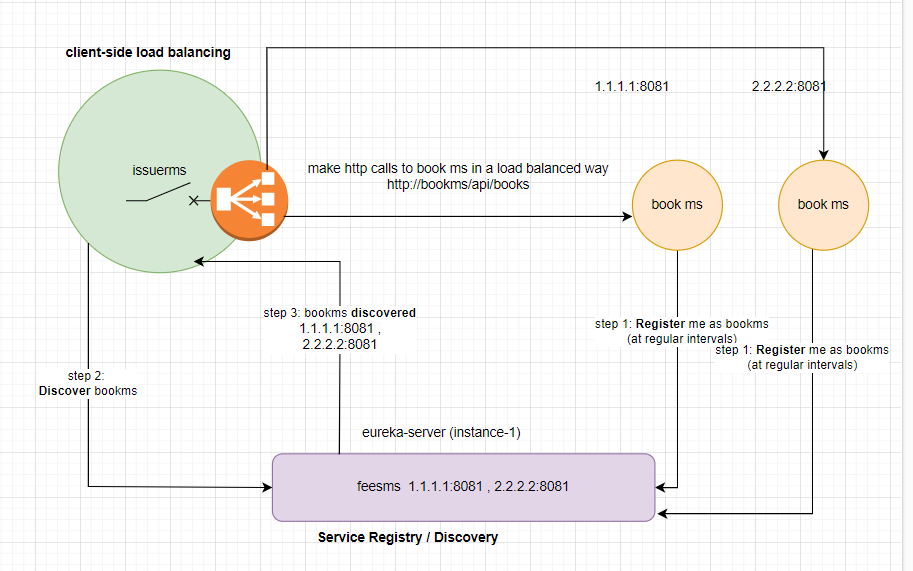 client-side load balancing
1.1.1.1:8081
2.2.2.2:8081
issuerms
make http calls to book ms in a load balanced way
http://bookms/api/books
book ms
book ms
step 3: bookms discovered
1.1.1.1:8081 ,
2.2.2.2:8081
step 1: Register me as bookms
(at regular intervals)
step 1: Register me as bookms
(at regular intervals)
step 2:
Discover bookms
eureka-server (instance-1)
feesms 1.1.1.1:8081 , 2.2.2.2:8081
Service Registry / Discovery